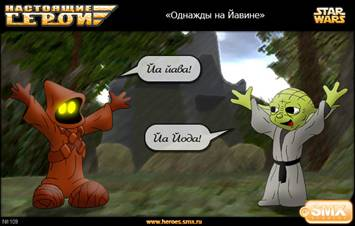 НАСТОЯЩИЕ
ГЕРОИ
«Однажды на Йавине»
STAR
WARS
Йа йава!
Йа Йода!
№109
www.heroes.smx.ru
SMX